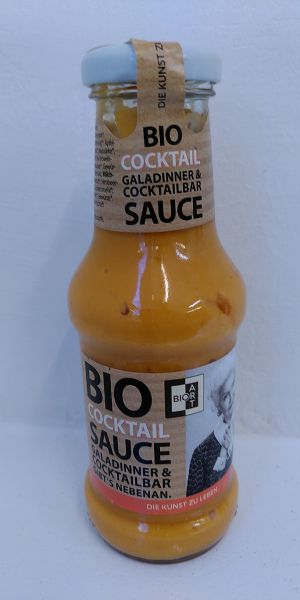 DIE KUNST ZU
BIO
COCKTAIL
GALADINNER &
COCKTAILBAR
SAUCE
BIO
COCKTAIL
SAUCE
GALADINNER &
COCKTAILBAR
NEBENAN.
BIO ART
DIE KUNST ZU LEBEN